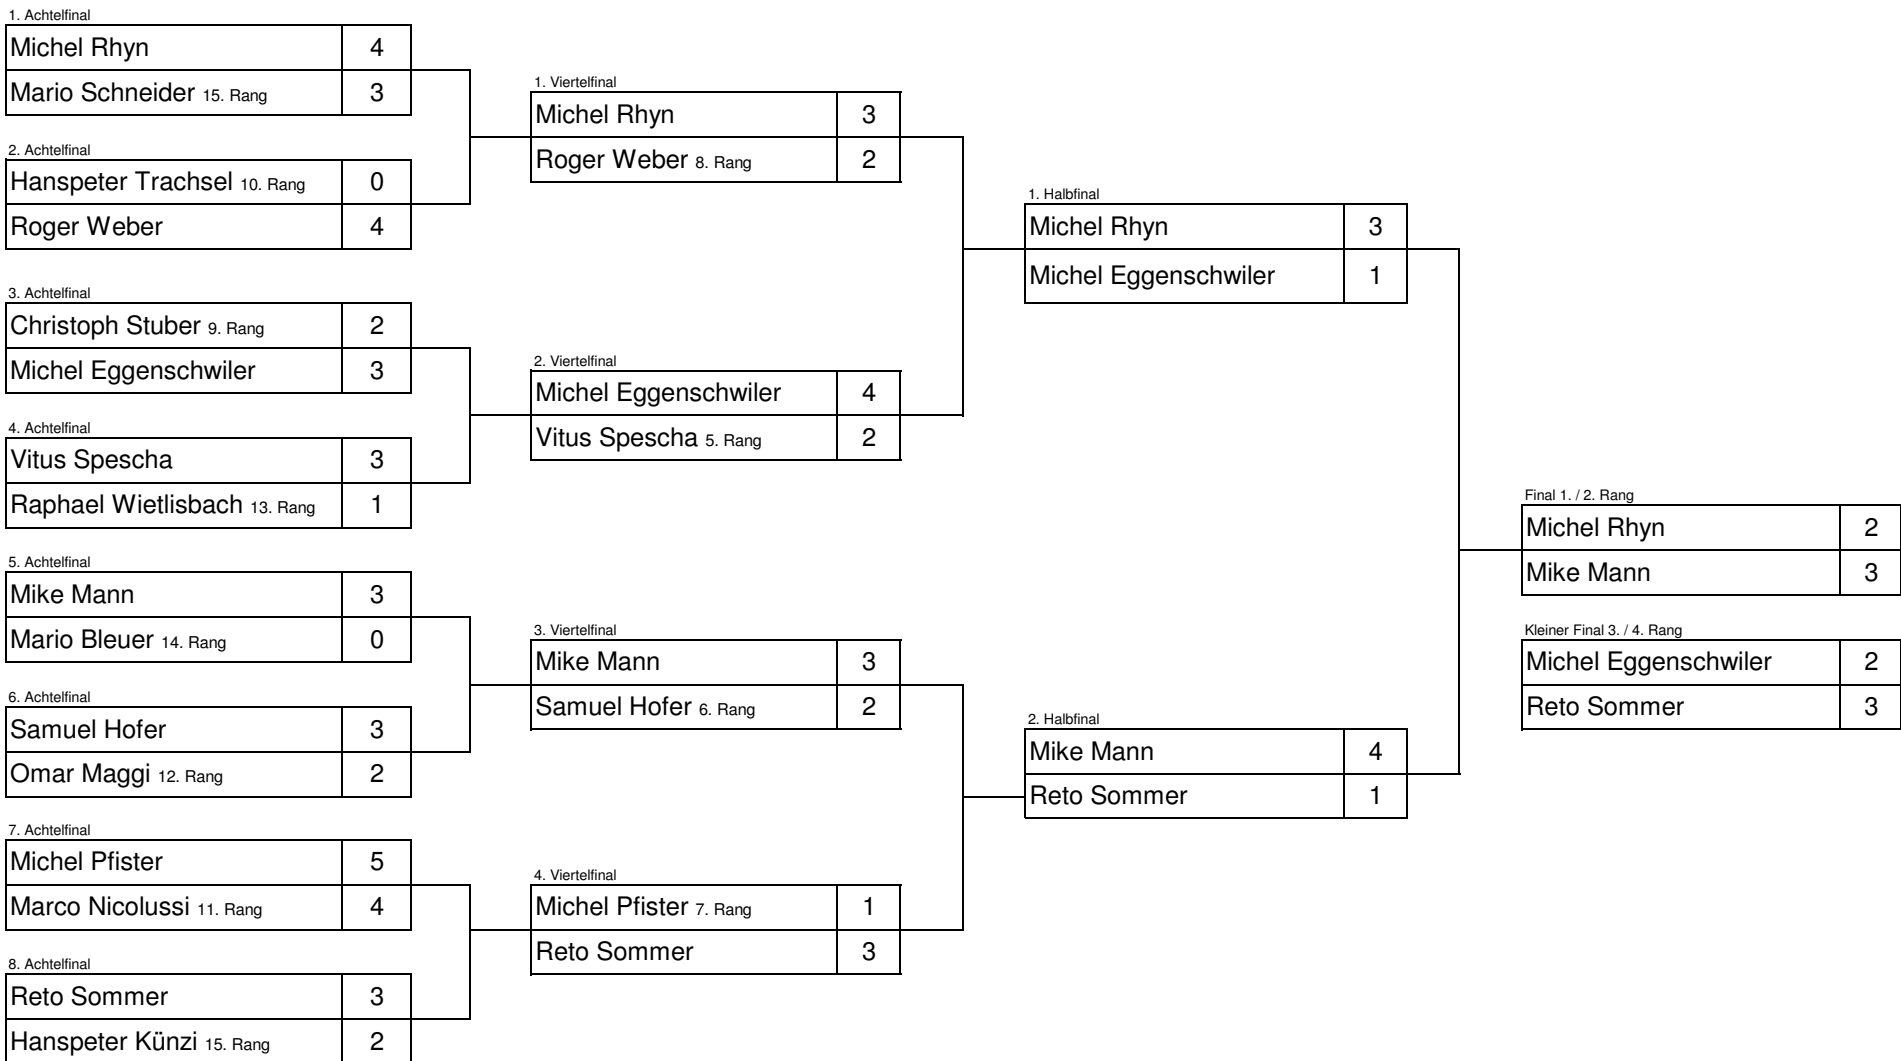 1. Achtelfinal
Michel Rhyn 4
Mario Schneider 15. Rang 3
2. Achtelfinal
Hanspeter Trachsel 10. Rang 0
Roger Weber 4
3. Achtelfinal
Christoph Stuber 9. Rang 2
Michel Eggenschwiler 3
4. Achtelfinal
Vitus Spescha 3
Raphael Wietlisbach 13. Rang 1
5. Achtelfinal
Mike Mann 3
Mario Bleuer 14. Rang 0
6. Achtelfinal
Samuel Hofer 3
Omar Maggi 12. Rang 2
7. Achtelfinal
Michel Pfister 5
Marco Nicolussi 11. Rang 4
8. Achtelfinal
Reto Sommer 3
Hanspeter Künzi 15. Rang 2
1. Viertelfinal
Michel Rhyn 3
Roger Weber 8. Rang 2
2. Viertelfinal
Michel Eggenschwiler 4
Vitus Spescha 5. Rang 2
3. Viertelfinal
Mike Mann 3
Samuel Hofer 6. Rang 2
4. Viertelfinal
Michel Pfister 7. Rang 1
Reto Sommer 3
1. Halbfinal
Michel Rhyn 3
Michel Eggenschwiler 1
2. Halbfinal
Mike Mann 4
Reto Sommer 1
Final 1. / 2. Rang
Michel Rhyn 2
Mike Mann 3
Kleiner Final 3. / 4. Rang
Michel Eggenschwiler 2
Reto Sommer 3